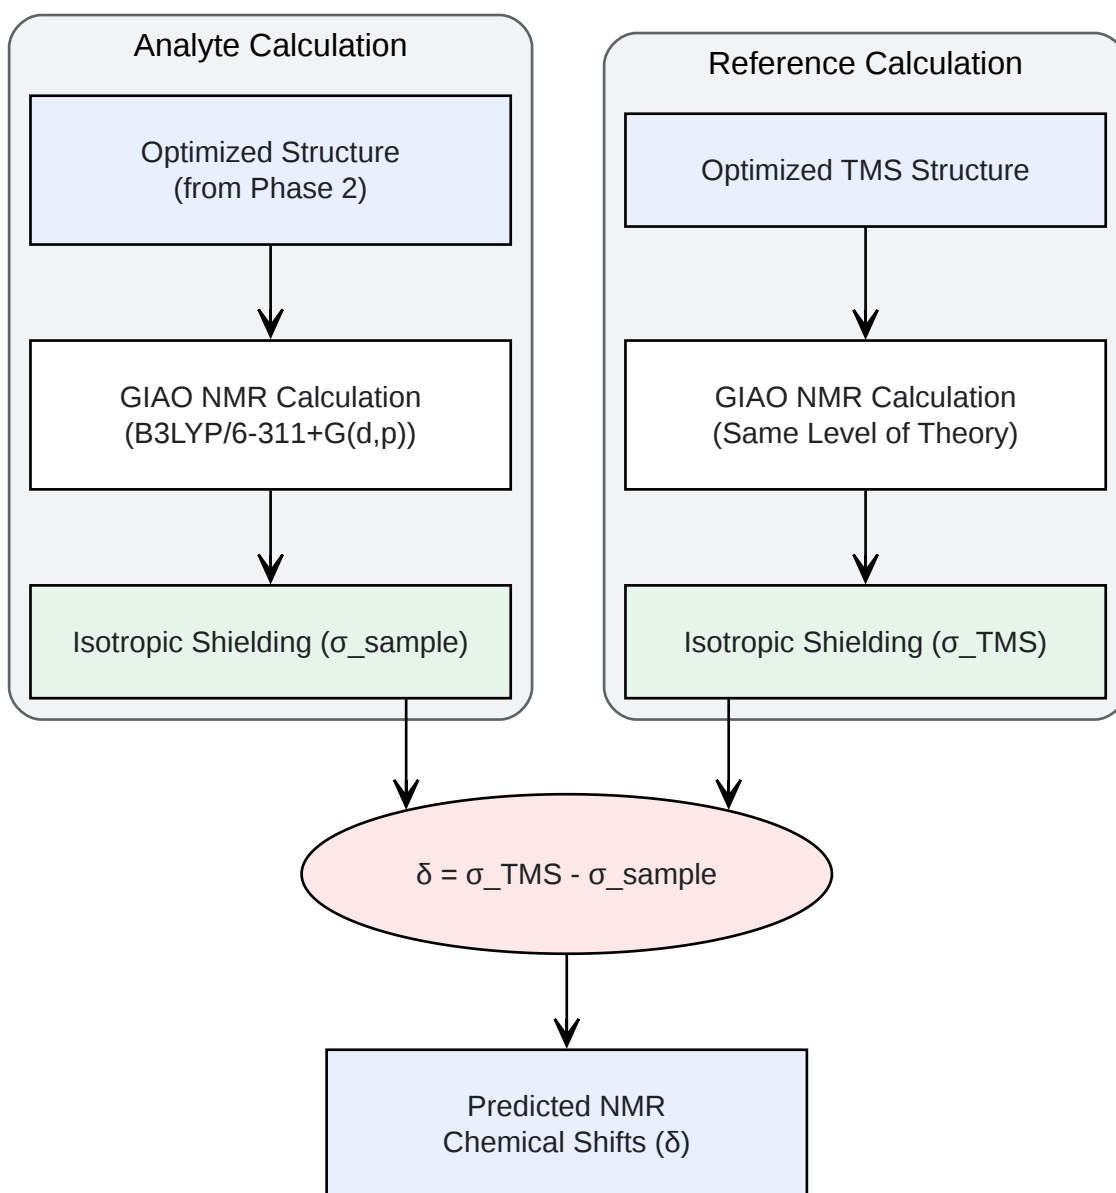 Analyte Calculation
Optimized Structure
(from Phase 2)
GIAO NMR Calculation
(B3LYP/6-311+G(d,p))
Isotropic Shielding (σ_sample)
Reference Calculation
Optimized TMS Structure
GIAO NMR Calculation
(Same Level of Theory)
Isotropic Shielding (σ_TMS)
δ = σ_TMS - σ_sample
Predicted NMR
Chemical Shifts (δ)